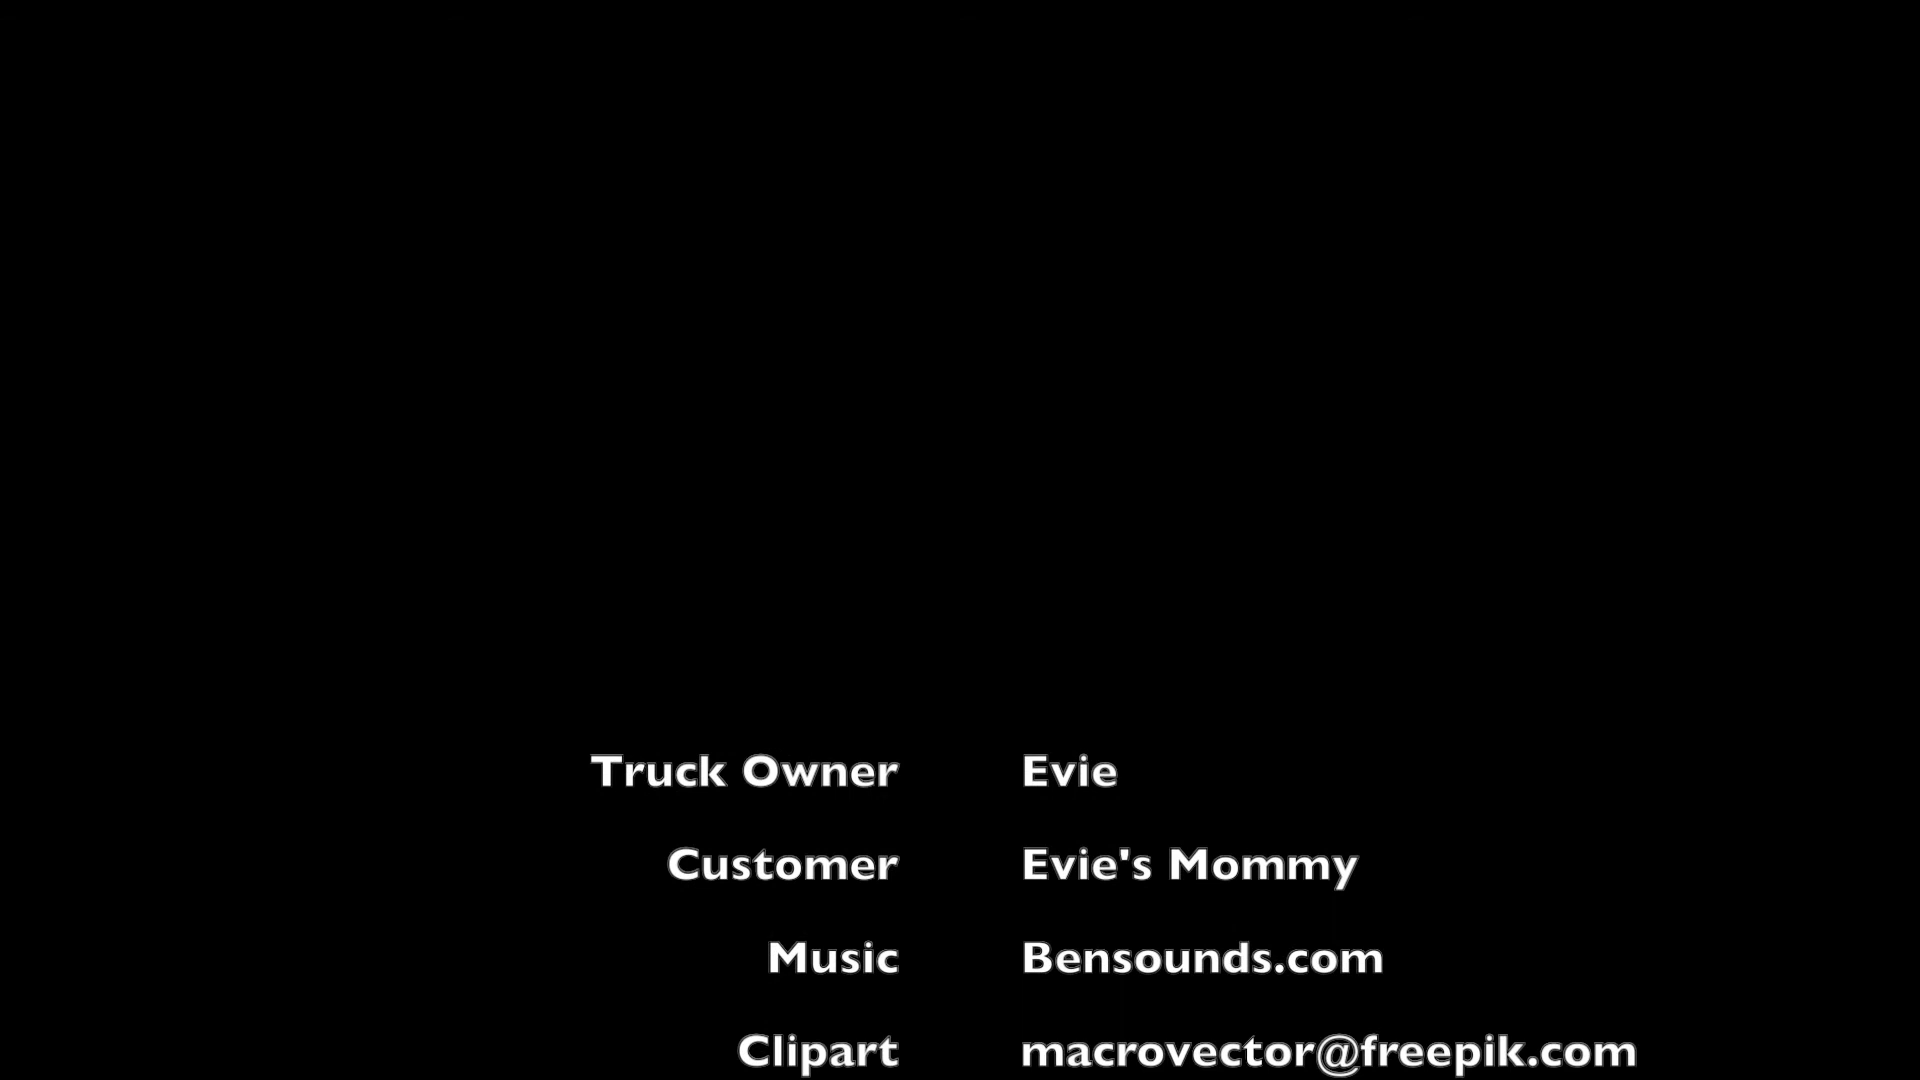 Truck Owner Evie
Customer Evie's Mommy
Music Bensounds.com
Clipart macrovector@freepik.com